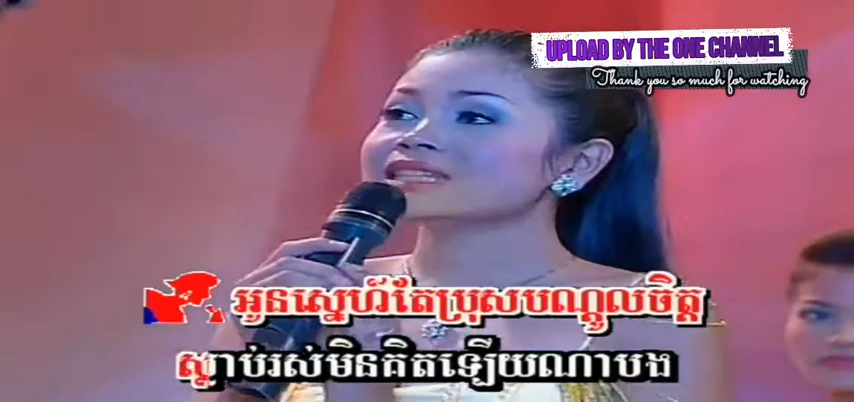 UPLOAD BY THE ONE CHANNEL
Thank you so much for watching
អូនស្នេហ៍តែប្រុសបណ្ដូលចិត្ត
ស្លាប់រស់មិនគិតឡើយណាបង